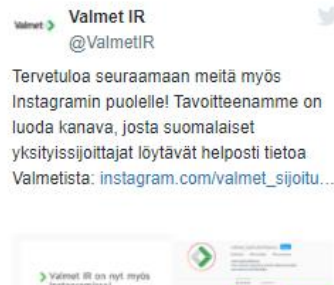 Valmet
Valmet IR
@ValmetIR
Tervetuloa seuraamaan meitä myös
Instagramin puolelle! Tavoitteenamme on
luoda kanava, josta suomalaiset
yksityissijoittajat löytävät helposti tietoa
Valmetista: instagram.com/valmet_sijoitu…
Valmet IR on nyt myös